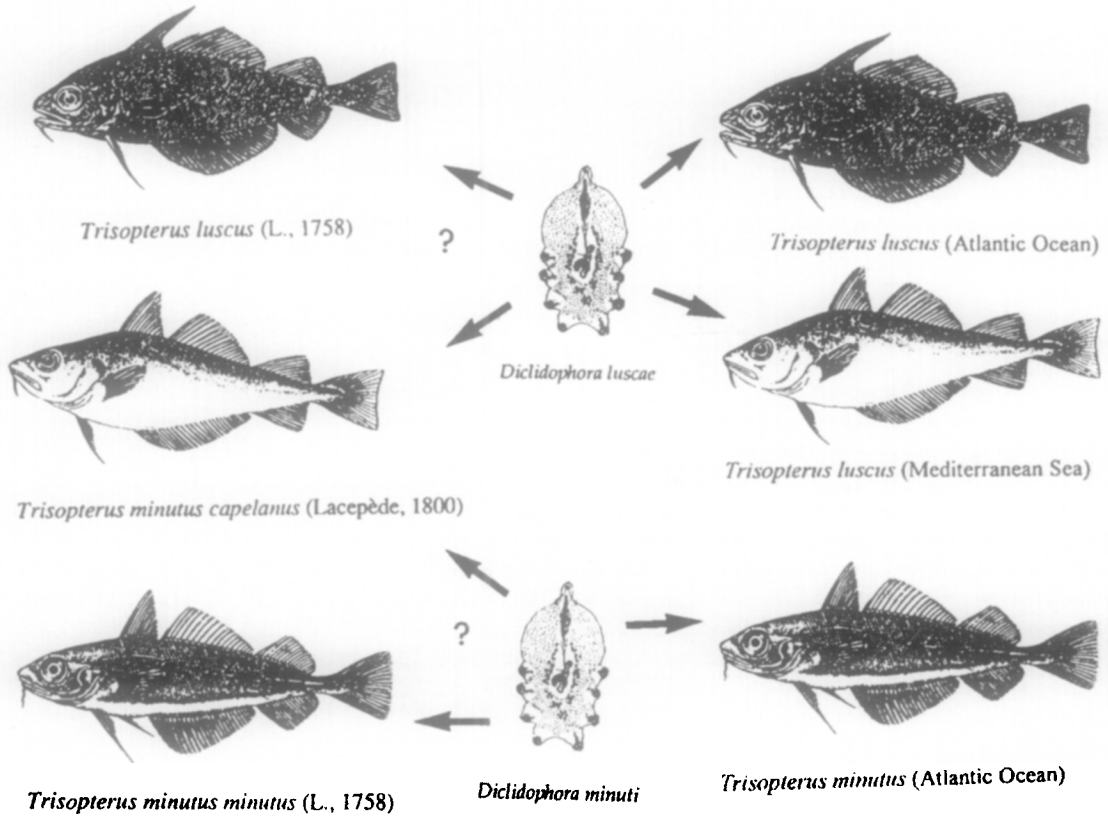 Trisopterus luscus (L., 1758)
Trisopterus luscus (Atlantic Ocean)
?
Diclidophora luscae
Trisopterus luscus (Mediterranean Sea)
Trisopterus minutus capelanus (Lacepède, 1800)
?
Trisopterus minutus minutus (L., 1758)
Diclidophora minuti
Trisopterus minutus (Atlantic Ocean)